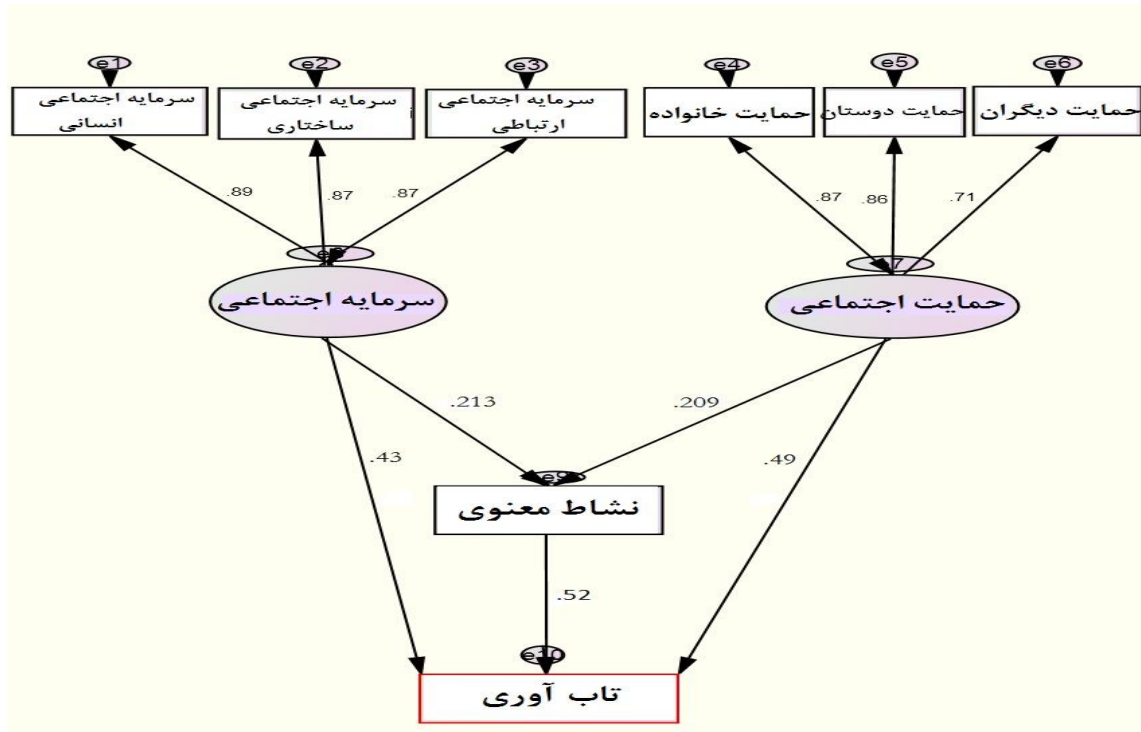 e1 e2 e3 e4 e5 e6
سرمایه اجتماعی
انسانی
سرمایه اجتماعی
ساختاری
سرمایه اجتماعی
ارتباطی
حمایت خانواده
حمایت دوستان
حمایت دیگران
.89 .87 .87 .87 .86 .71
سرمایه اجتماعی
حمایت اجتماعی
.213 .209
.43 .49
e9
نشاط معنوی
.52
e10
تاب آوری